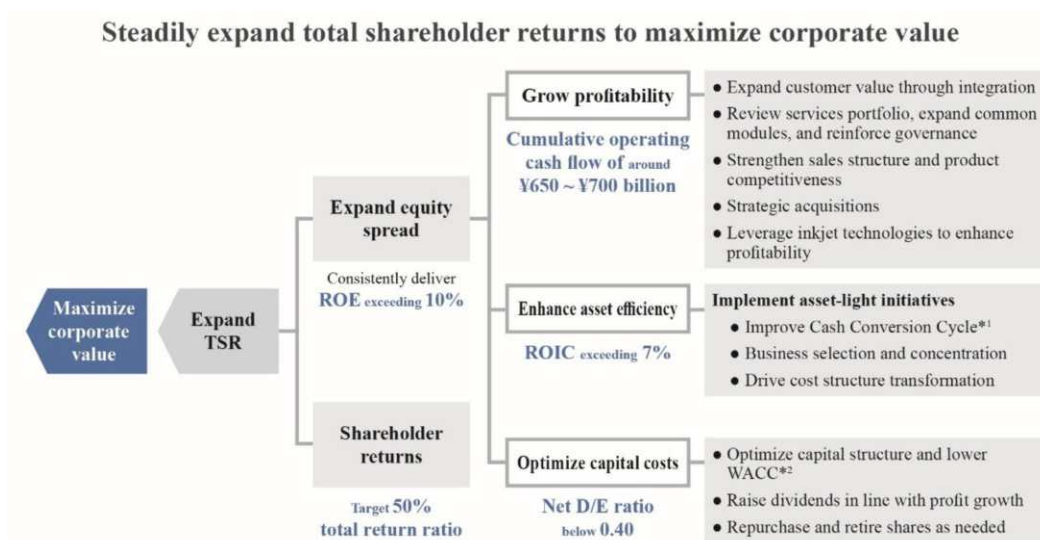 Steadily expand total shareholder returns to maximize corporate value
Maximize
corporate
value
Expand
TSR
Expand equity
spread
Consistently deliver
ROE exceeding 10%
Shareholder
returns
Target 50%
total return ratio
Grow profitability
Cumulative operating
cash flow of around
¥650 ~ ¥700 billion
● Expand customer value through integration
● Review services portfolio, expand common
modules, and reinforce governance
● Strengthen sales structure and product
competitiveness
● Strategic acquisitions
● Leverage inkjet technologies to enhance
profitability
Enhance asset efficiency
ROIC exceeding 7%
Implement asset-light initiatives
● Improve Cash Conversion Cycle*1
● Business selection and concentration
● Drive cost structure transformation
Optimize capital costs
Net D/E ratio
below 0.40
● Optimize capital structure and lower
WACC*2
● Raise dividends in line with profit growth
● Repurchase and retire shares as needed